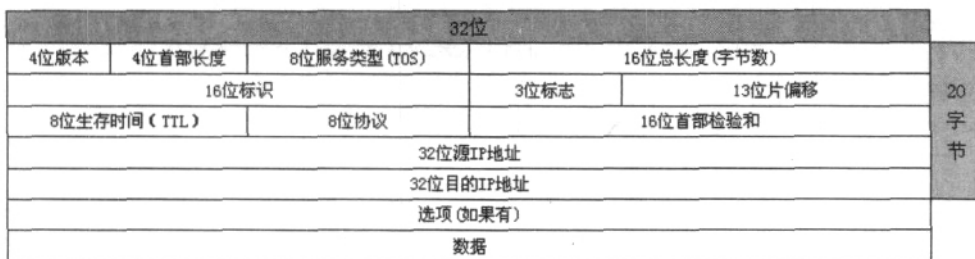 32位
4位版本 4位首部长度 8位服务类型(TOS) 16位总长度(字节数)
16位标识 3位标志 13位片偏移
8位生存时间(TTL) 8位协议 16位首部检验和
32位源IP地址
32位目的IP地址
选项(如果有)
数据
20
字
节